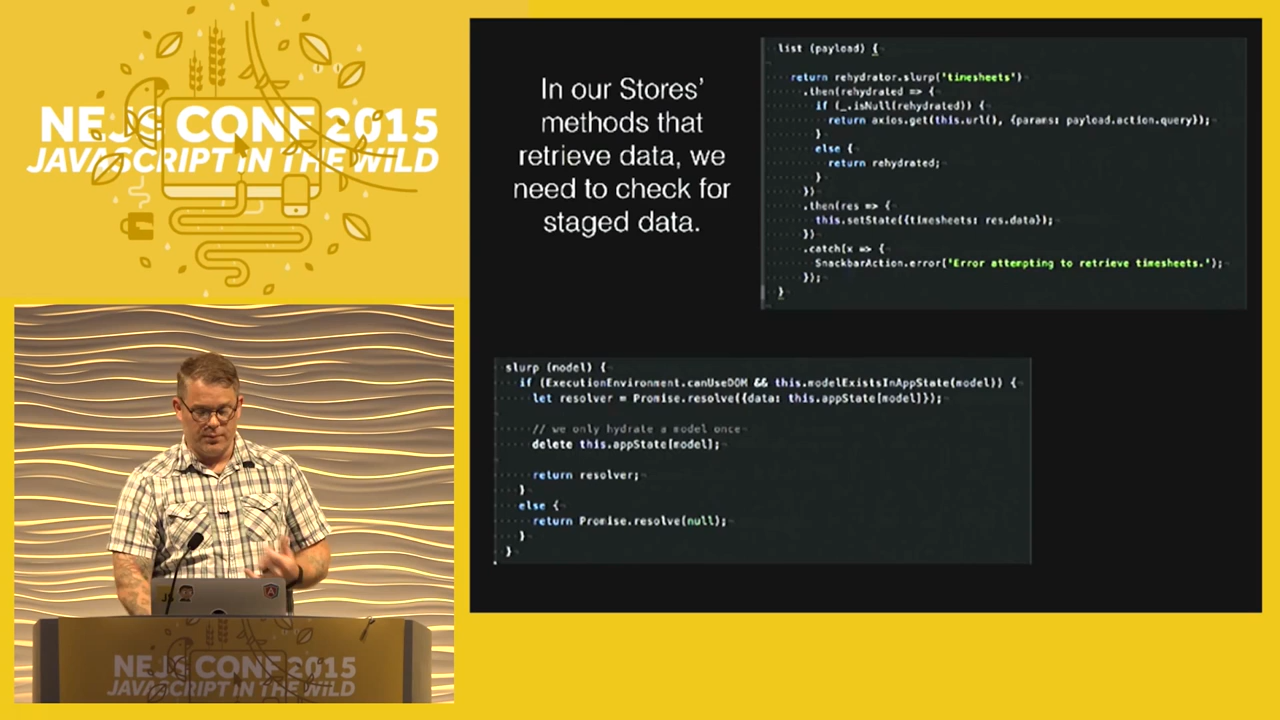 NEJS CONF 2015
JAVASCRIPT IN THE WILD
In our Stores'
methods that
retrieve data, we
need to check for
staged data.
list (payload) {
return rehydrator.slurp('timesheets')
.then(rehydrated => {
if (_.isNull(rehydrated)) {
return axios.get(this.url(), {params: payload.action.query});
}
else {
return rehydrated;
}
})
.then(res => {
this.setState({timesheets: res.data});
})
.catch(x => {
SnackbarAction.error('Error attempting to retrieve timesheets.');
});
}
slurp (model) {
if (ExecutionEnvironment.canUseDOM && this.modelExistsInAppState(model)) {
let resolver = Promise.resolve({data: this.appState[model]});
// we only hydrate a model once
delete this.appState[model];
return resolver;
}
else {
return Promise.resolve(null);
}
}
JS
A
NEJS CONF 2015
JAVASCRIPT IN THE WILD